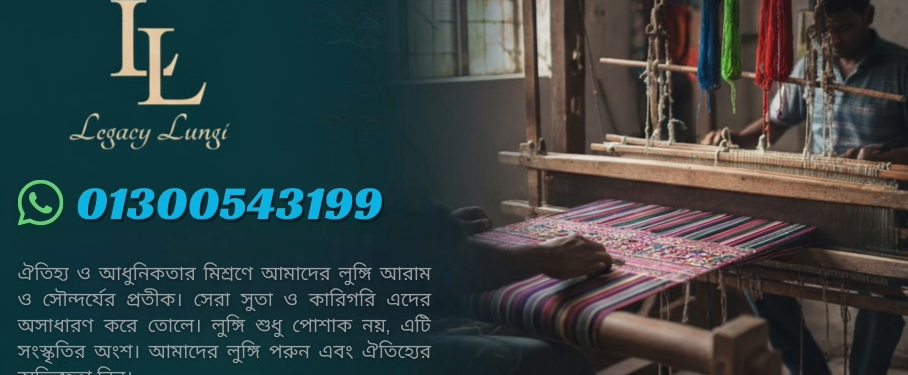 LL
Legacy Lungi
01300543199
ঐতিহ্য ও আধুনিকতার মিশ্রণে আমাদের লুঙ্গি আরাম
ও সৌন্দর্যের প্রতীক। সেরা সুতা ও কারিগরি এদের
অসাধারণ করে তোলে। লুঙ্গি শুধু পোশাক নয়, এটি
সংস্কৃতির অংশ। আমাদের লুঙ্গি পরুন এবং ঐতিহ্যের